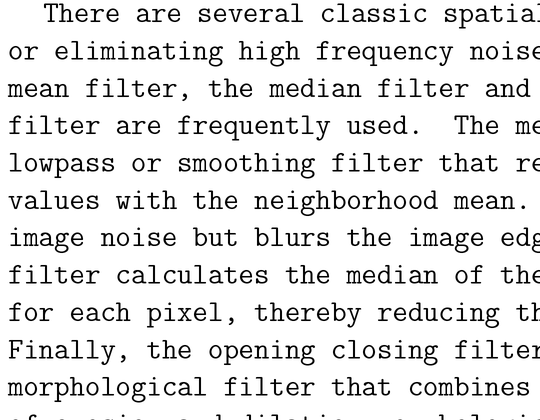 There are several classic spatial
or eliminating high frequency noise
mean filter, the median filter and
filter are frequently used. The me
lowpass or smoothing filter that re
values with the neighborhood mean.
image noise but blurs the image edg
filter calculates the median of the
for each pixel, thereby reducing th
Finally, the opening closing filter
morphological filter that combines